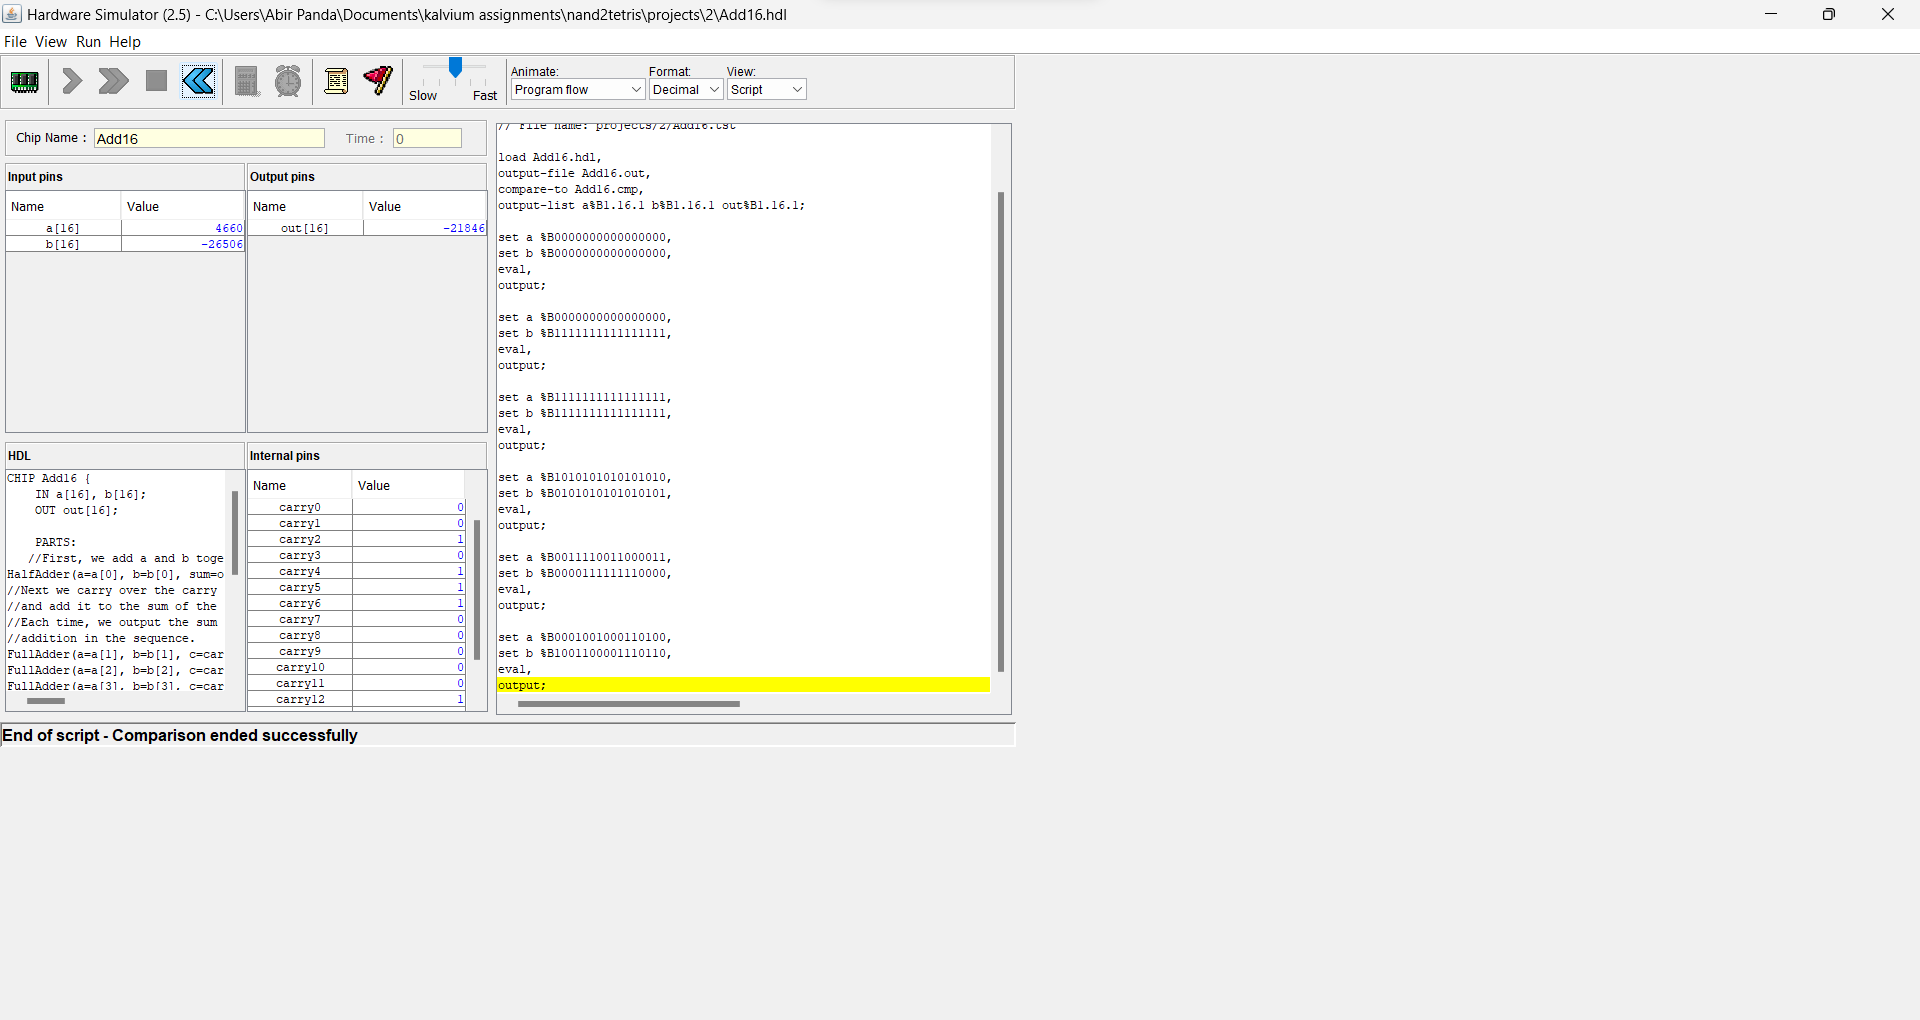 Hardware Simulator (2.5) - C:\Users\Abir Panda\Documents\kalvium assignments\nand2tetris\projects\2\Add16.hdl
File View Run Help
Slow Fast
Animate:
Program flow
Format:
Decimal
View:
Script
Chip Name : Add16
Time : 0
Input pins
Name Value
a[16] 4660
b[16] -26506
Output pins
Name Value
out[16] -21846
HDL
CHIP Add16 {
IN a[16], b[16];
OUT out[16];
PARTS:
//First, we add a and b toge
HalfAdder(a=a[0], b=b[0], sum=o
//Next we carry over the carry
//and add it to the sum of the
//Each time, we output the sum
//addition in the sequence.
FullAdder(a=a[1], b=b[1], c=car
FullAdder(a=a[2], b=b[2], c=car
FullAdder(a=a[3], b=b[3], c=car
Internal pins
Name Value
carry0 0
carry1 0
carry2 1
carry3 0
carry4 1
carry5 1
carry6 1
carry7 0
carry8 0
carry9 0
carry10 0
carry11 0
carry12 1
// File name: projects/2/Add16.tst
load Add16.hdl,
output-file Add16.out,
compare-to Add16.cmp,
output-list a%B1.16.1 b%B1.16.1 out%B1.16.1;
set a %B0000000000000000,
set b %B0000000000000000,
eval,
output;
set a %B0000000000000000,
set b %B1111111111111111,
eval,
output;
set a %B1111111111111111,
set b %B1111111111111111,
eval,
output;
set a %B1010101010101010,
set b %B0101010101010101,
eval,
output;
set a %B0011110011000011,
set b %B0000111111110000,
eval,
output;
set a %B0001001000110100,
set b %B1001100001110110,
eval,
output;
End of script - Comparison ended successfully